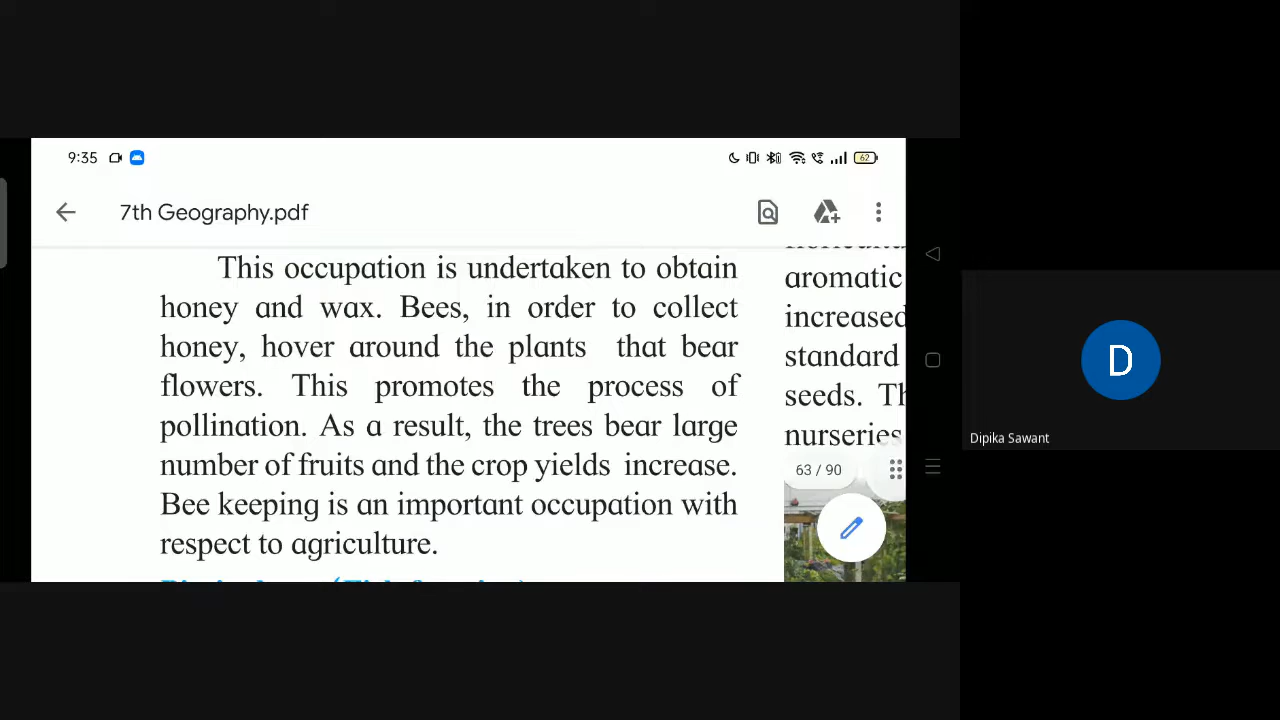 9:35
62
7th Geography.pdf
This occupation is undertaken to obtain
honey and wax. Bees, in order to collect
honey, hover around the plants that bear
flowers. This promotes the process of
pollination. As a result, the trees bear large
number of fruits and the crop yields increase.
Bee keeping is an important occupation with
respect to agriculture.
aromatic
increased
standard
seeds. Th
nurseries
63 / 90
D
Dipika Sawant